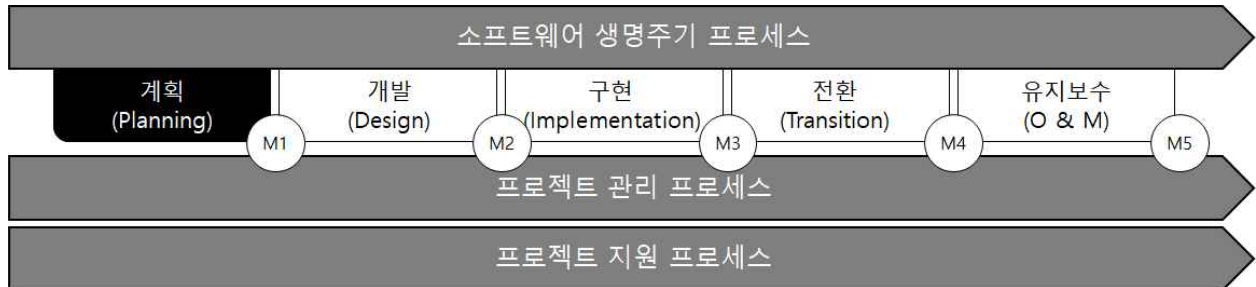 소프트웨어 생명주기 프로세스
계획
(Planning)
개발
(Design)
구현
(Implementation)
전환
(Transition)
유지보수
(O & M)
M1
M2
M3
M4
M5
프로젝트 관리 프로세스
프로젝트 지원 프로세스